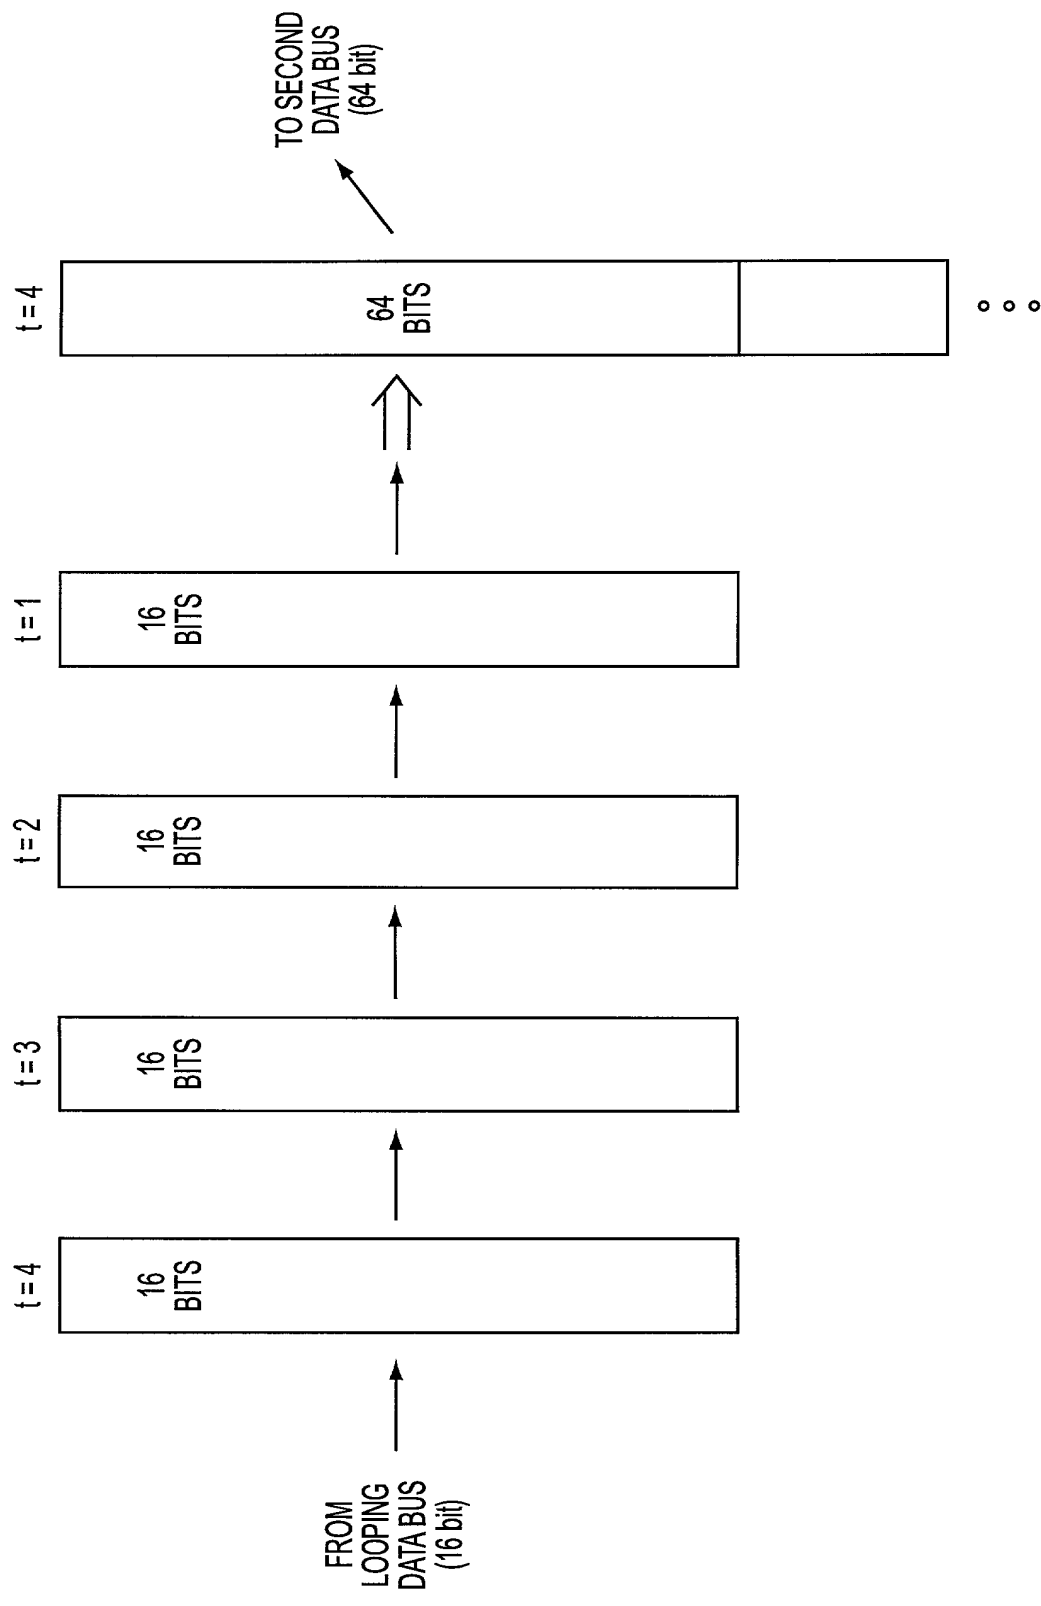 FROM
LOOPING
DATA BUS
(16 bit)
t = 4
16
BITS
t = 3
16
BITS
t = 2
16
BITS
t = 1
16
BITS
t = 4
64
BITS
TO SECOND
DATA BUS
(64 bit)